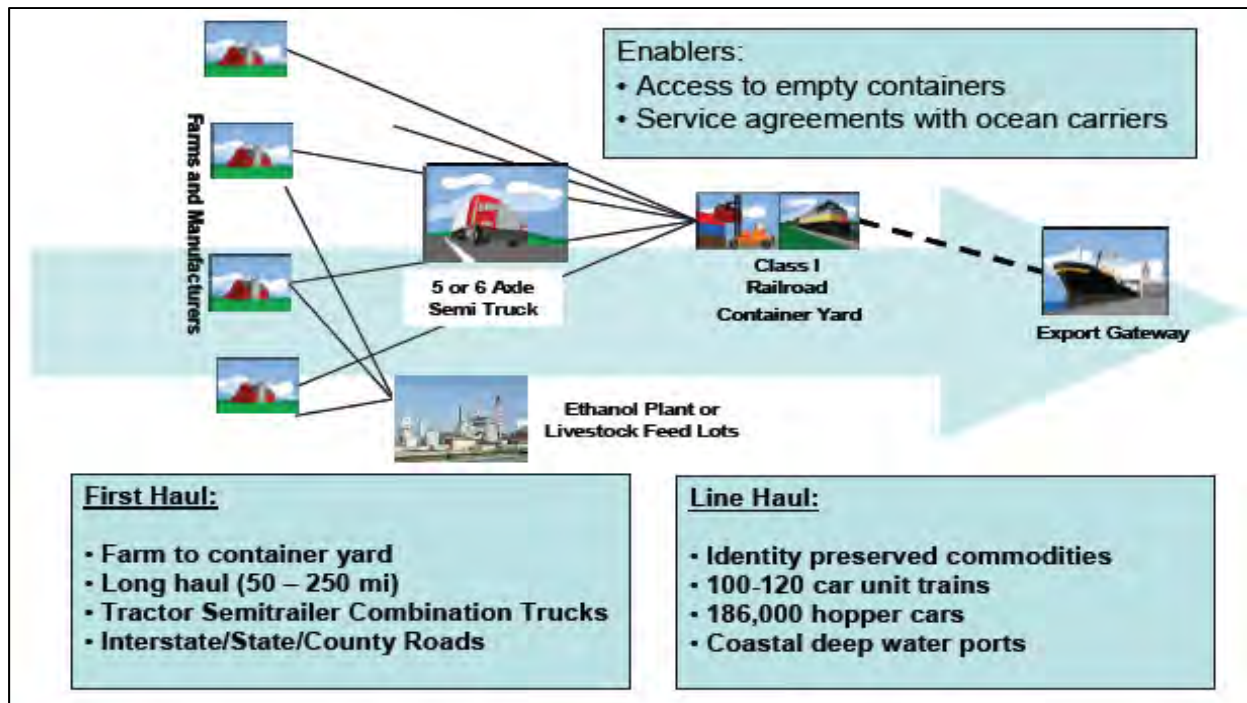 Enablers:
• Access to empty containers
• Service agreements with ocean carriers
Farms and Manufacturers
5 or 6 Axle
Semi Truck
Class I
Railroad
Container Yard
Export Gateway
Ethanol Plant or
Livestock Feed Lots
First Haul:
• Farm to container yard
• Long haul (50 – 250 mi)
• Tractor Semitrailer Combination Trucks
• Interstate/State/County Roads
Line Haul:
• Identity preserved commodities
• 100-120 car unit trains
• 186,000 hopper cars
• Coastal deep water ports